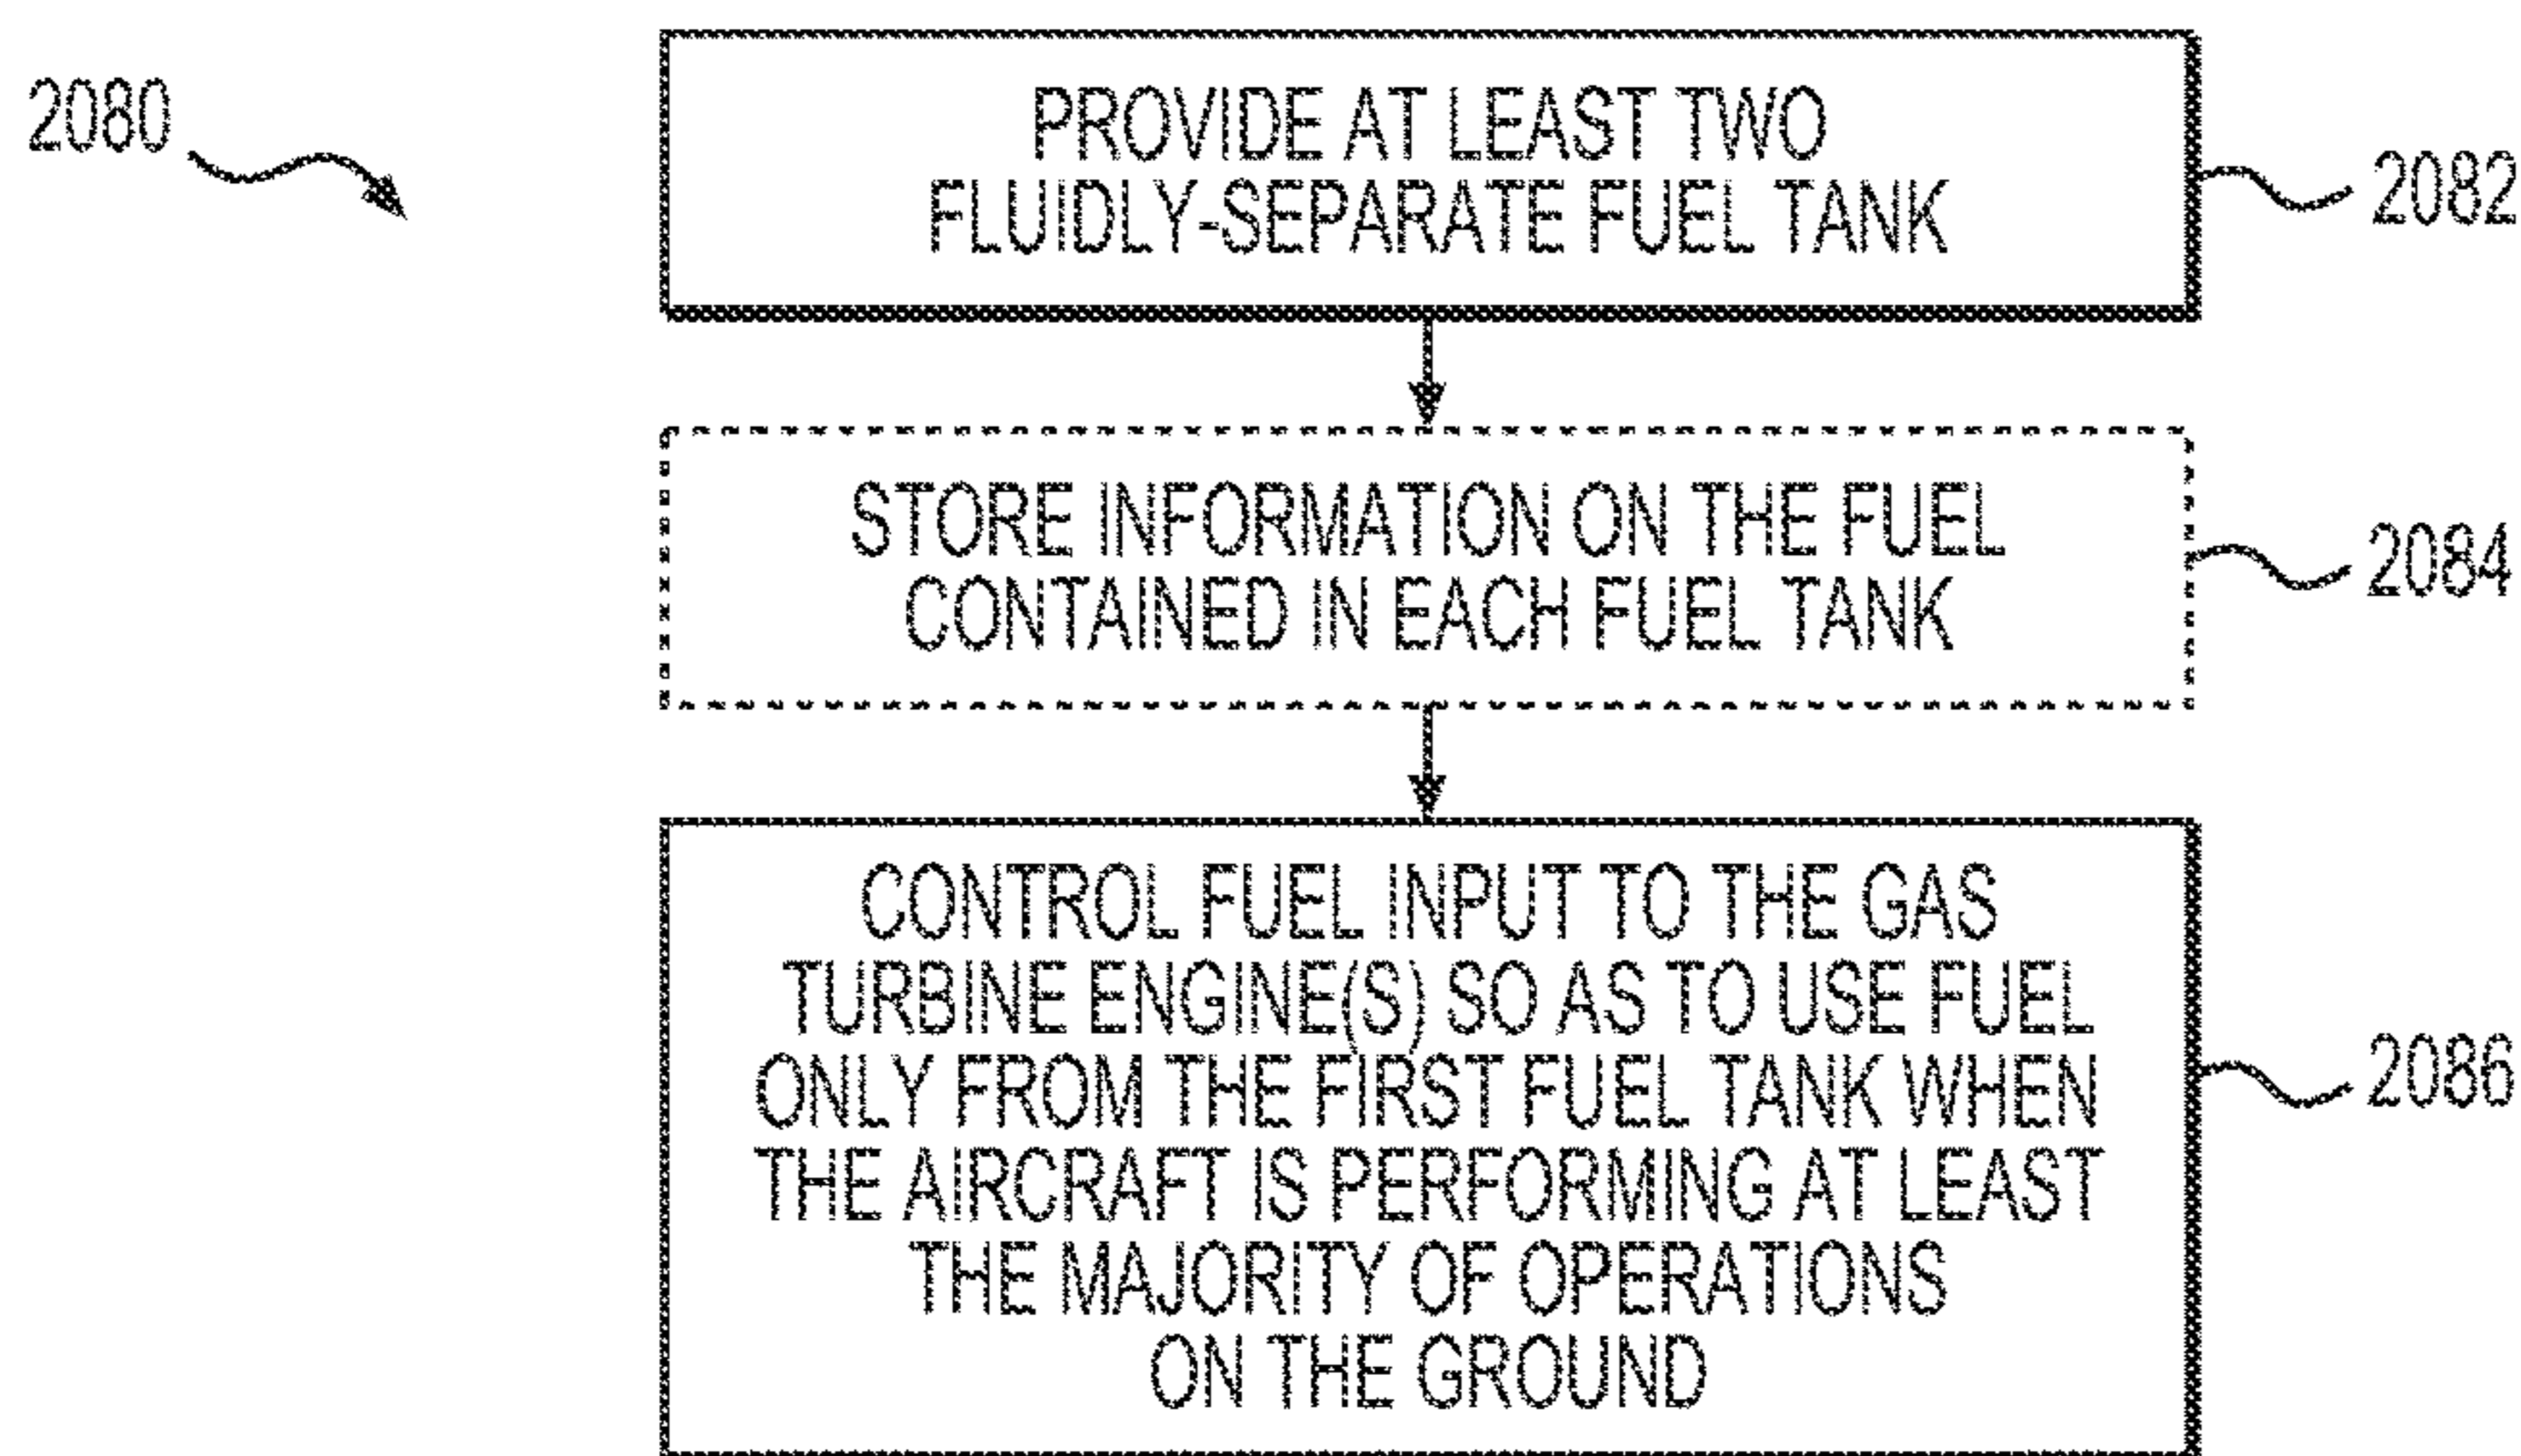 2080
PROVIDE AT LEAST TWO
FLUIDLY-SEPARATE FUEL TANK
2082
STORE INFORMATION ON THE FUEL
CONTAINED IN EACH FUEL TANK
2084
CONTROL FUEL INPUT TO THE GAS
TURBINE ENGINE(S) SO AS TO USE FUEL
ONLY FROM THE FIRST FUEL TANK WHEN
THE AIRCRAFT IS PERFORMING AT LEAST
THE MAJORITY OF OPERATIONS
ON THE GROUND
2086